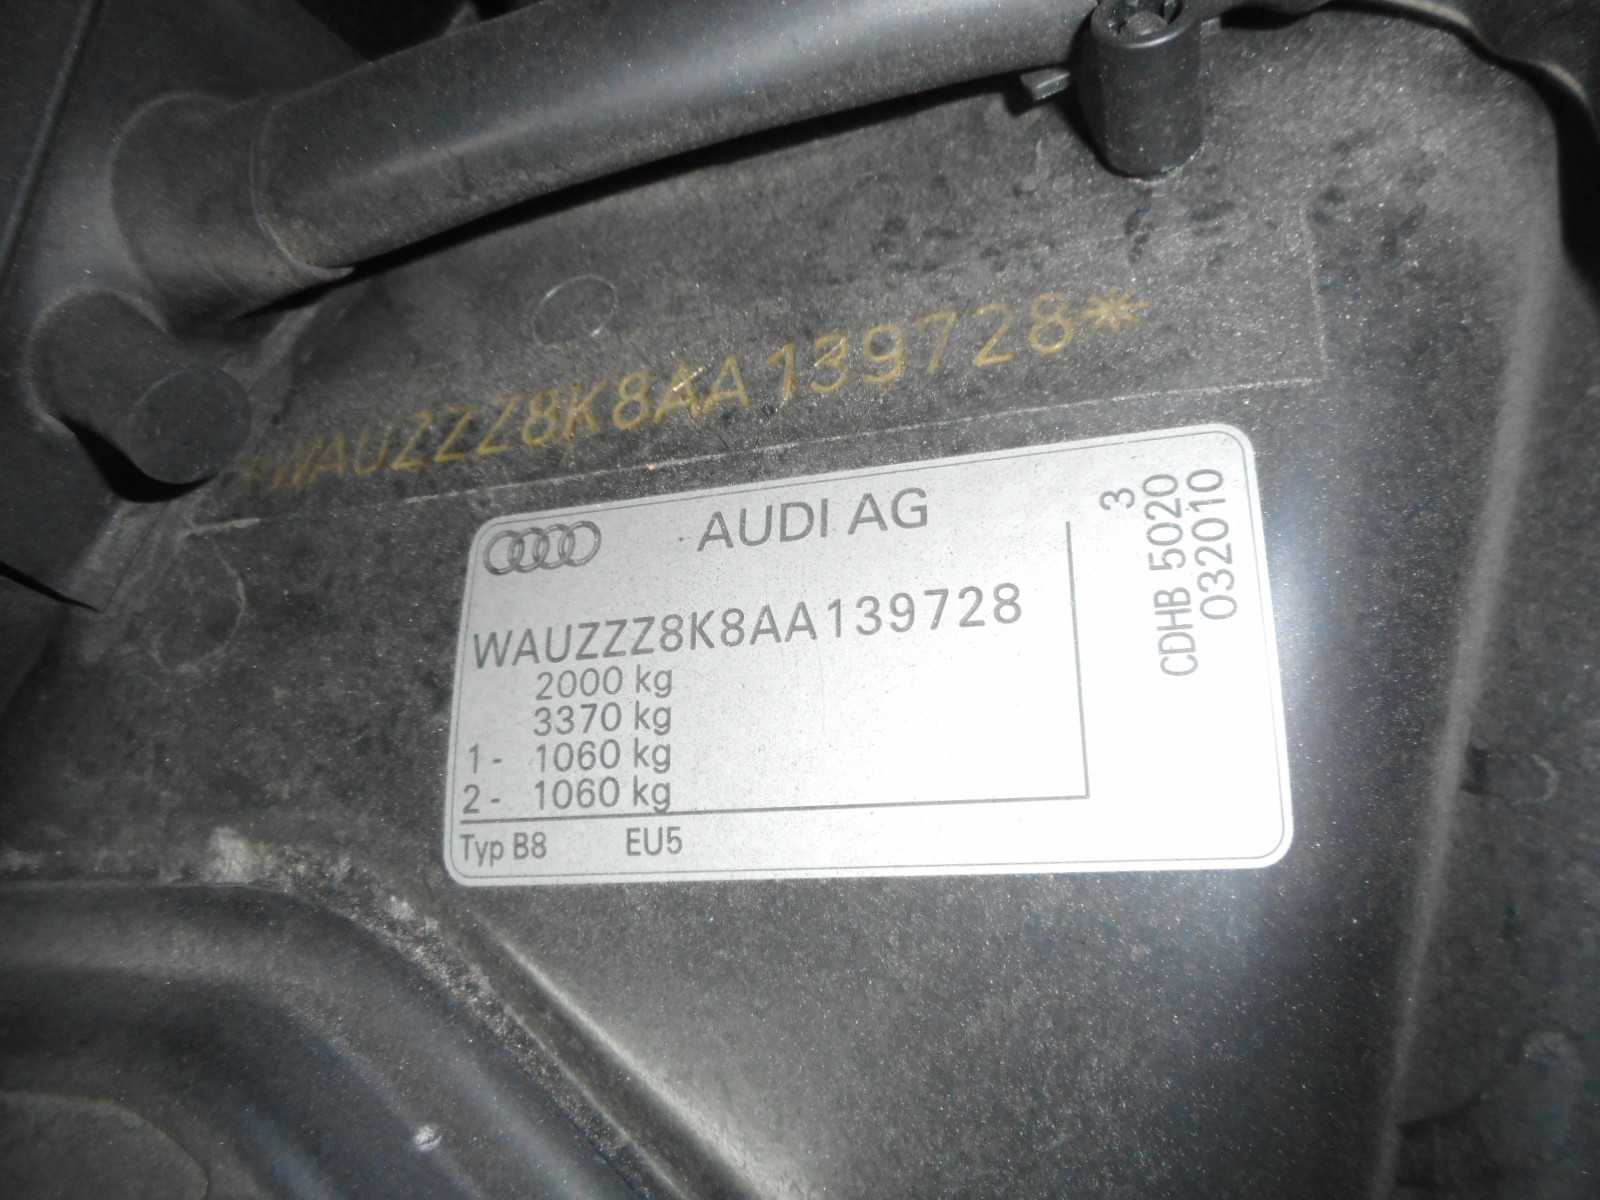 *WAUZZZ8K8AA139728*
AUDI AG
WAUZZZ8K8AA139728
2000 kg
3370 kg
1- 1060 kg
2- 1060 kg
Typ B8 EU5
3
CDHB 5020
032010